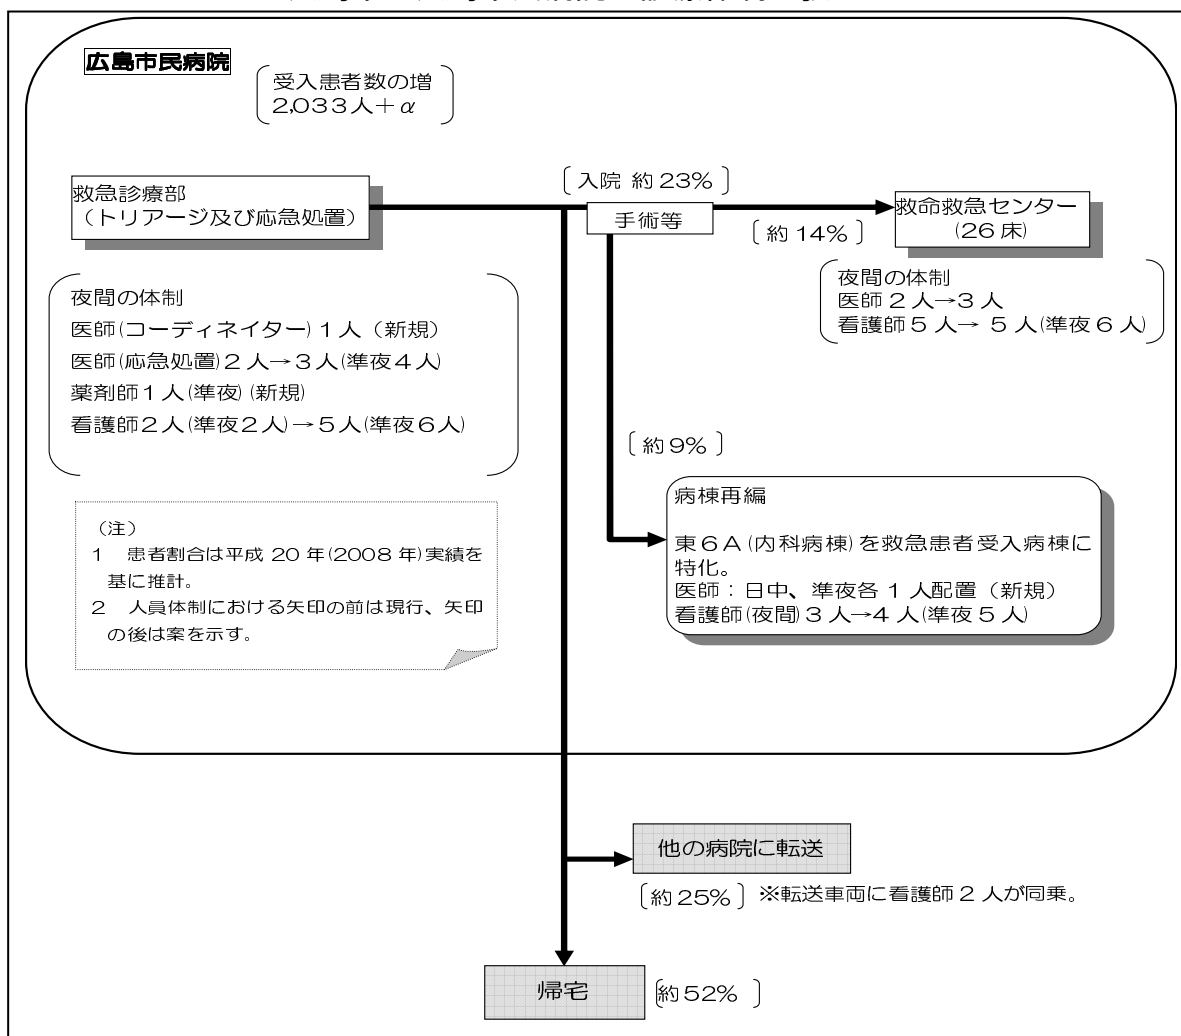 広島市民病院
受入患者数の増
2,033人＋α
救急診療部
（トリアージ及び応急処置）
入院 約23%
手術等
約14%
救命救急センター
(26床)
夜間の体制
医師(コーディネイター)１人（新規）
医師(応急処置)２人→３人(準夜４人)
薬剤師１人(準夜)(新規)
看護師２人(準夜２人)→５人(準夜６人)
夜間の体制
医師２人→３人
看護師５人→５人(準夜６人)
約9%
病棟再編
東６A(内科病棟)を救急患者受入病棟に
特化。
医師：日中、準夜各１人配置（新規）
看護師(夜間)３人→４人(準夜５人)
（注）
１　患者割合は平成20年(2008年)実績を
基に推計。
２　人員体制における矢印の前は現行、矢印
の後は案を示す。
他の病院に転送
約25%
※転送車両に看護師２人が同乗。
帰宅
約52%